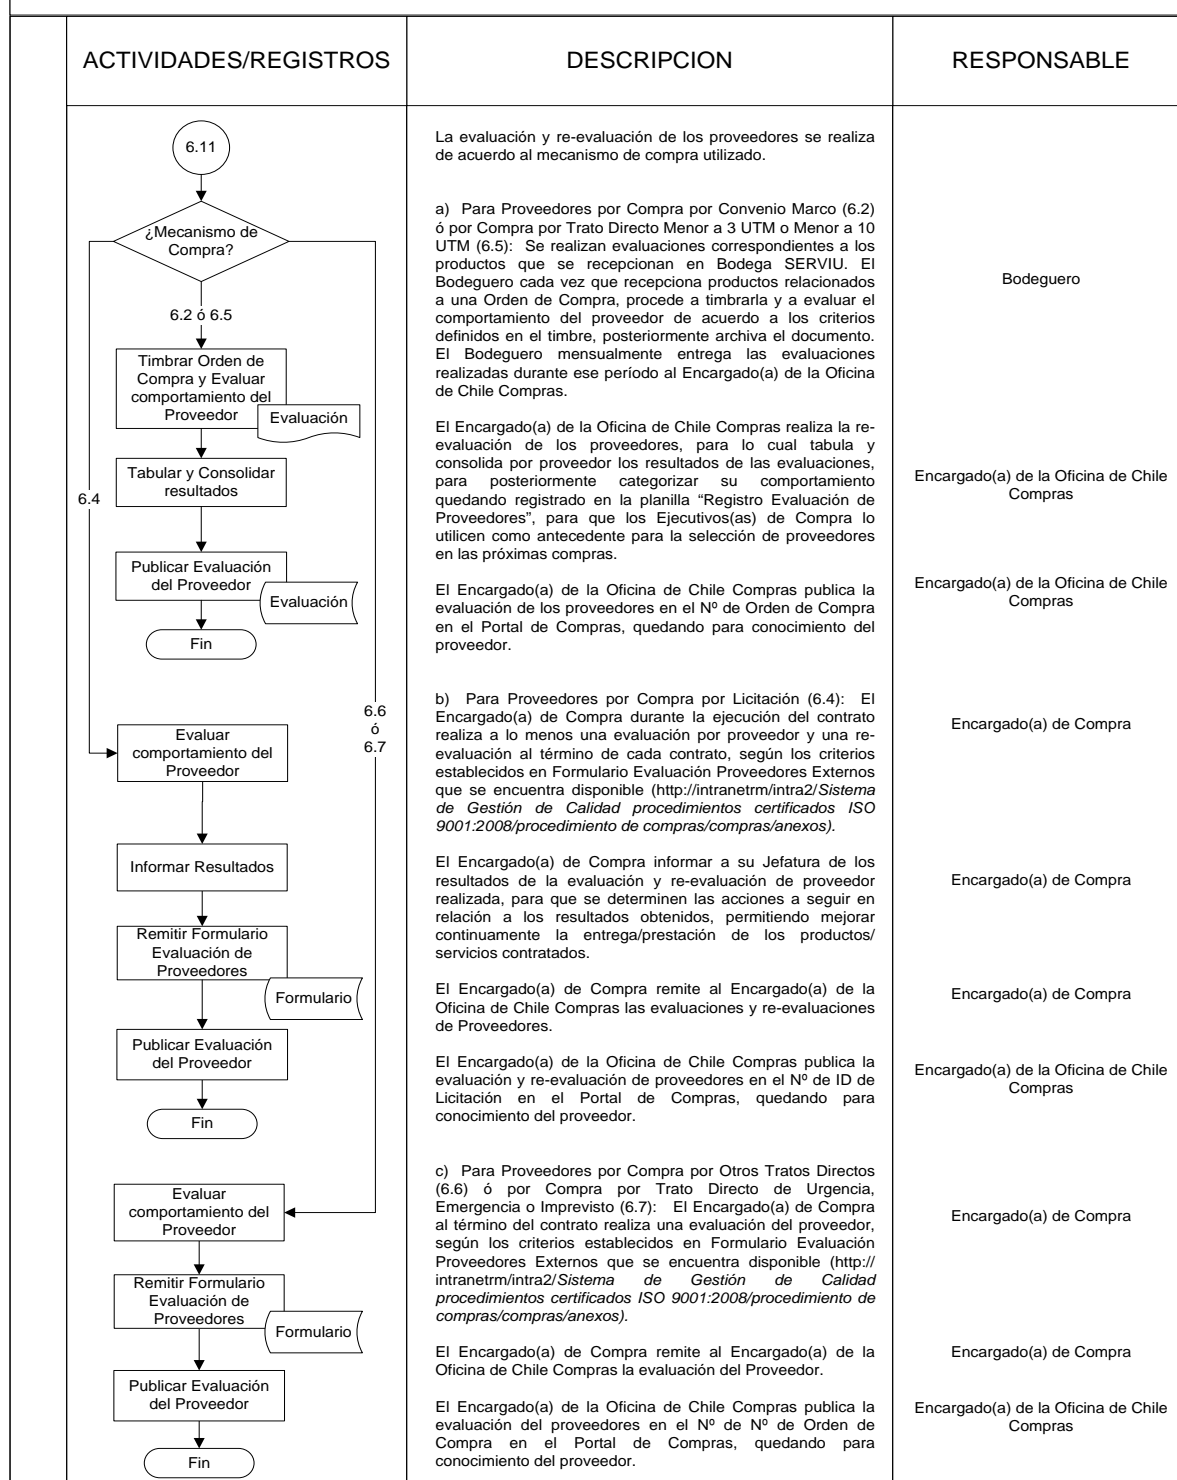 ACTIVIDADES/REGISTROS
DESCRIPCION
RESPONSABLE
6.11
¿Mecanismo de
Compra?
6.2 ó 6.5
Timbrar Orden de
Compra y Evaluar
comportamiento del
Proveedor
Evaluación
Tabular y Consolidar
resultados
6.4
Publicar Evaluación
del Proveedor
Evaluación
Fin
6.6
ó
6.7
Evaluar
comportamiento del
Proveedor
Informar Resultados
Remitir Formulario
Evaluación de
Proveedores
Formulario
Publicar Evaluación
del Proveedor
Fin
Evaluar
comportamiento del
Proveedor
Remitir Formulario
Evaluación de
Proveedores
Formulario
Publicar Evaluación
del Proveedor
Fin
La evaluación y re-evaluación de los proveedores se realiza
de acuerdo al mecanismo de compra utilizado.
a) Para Proveedores por Compra por Convenio Marco (6.2)
ó por Compra por Trato Directo Menor a 3 UTM o Menor a 10
UTM (6.5): Se realizan evaluaciones correspondientes a los
productos que se recepcionan en Bodega SERVIU. El
Bodeguero cada vez que recepciona productos relacionados
a una Orden de Compra, procede a timbrarla y a evaluar el
comportamiento del proveedor de acuerdo a los criterios
definidos en el timbre, posteriormente archiva el documento.
El Bodeguero mensualmente entrega las evaluaciones
realizadas durante ese período al Encargado(a) de la Oficina
de Chile Compras.
El Encargado(a) de la Oficina de Chile Compras realiza la re-
evaluación de los proveedores, para lo cual tabula y
consolida por proveedor los resultados de las evaluaciones,
para posteriormente categorizar su comportamiento
quedando registrado en la planilla “Registro Evaluación de
Proveedores”, para que los Ejecutivos(as) de Compra lo
utilicen como antecedente para la selección de proveedores
en las próximas compras.
El Encargado(a) de la Oficina de Chile Compras publica la
evaluación de los proveedores en el Nº de Orden de Compra
en el Portal de Compras, quedando para conocimiento del
proveedor.
b) Para Proveedores por Compra por Licitación (6.4): El
Encargado(a) de Compra durante la ejecución del contrato
realiza a lo menos una evaluación por proveedor y una re-
evaluación al término de cada contrato, según los criterios
establecidos en Formulario Evaluación Proveedores Externos
que se encuentra disponible (http://intranetrm/intra2/Sistema
de Gestión de Calidad procedimientos certificados ISO
9001:2008/procedimiento de compras/compras/anexos).
El Encargado(a) de Compra informar a su Jefatura de los
resultados de la evaluación y re-evaluación de proveedor
realizada, para que se determinen las acciones a seguir en
relación a los resultados obtenidos, permitiendo mejorar
continuamente la entrega/prestación de los productos/
servicios contratados.
El Encargado(a) de Compra remite al Encargado(a) de la
Oficina de Chile Compras las evaluaciones y re-evaluaciones
de Proveedores.
El Encargado(a) de la Oficina de Chile Compras publica la
evaluación y re-evaluación de proveedores en el Nº de ID de
Licitación en el Portal de Compras, quedando para
conocimiento del proveedor.
c) Para Proveedores por Compra por Otros Tratos Directos
(6.6) ó por Compra por Trato Directo de Urgencia,
Emergencia o Imprevisto (6.7): El Encargado(a) de Compra
al término del contrato realiza una evaluación del proveedor,
según los criterios establecidos en Formulario Evaluación
Proveedores Externos que se encuentra disponible (http://
intranetrm/intra2/Sistema de Gestión de Calidad
procedimientos certificados ISO 9001:2008/procedimiento de
compras/compras/anexos).
El Encargado(a) de Compra remite al Encargado(a) de la
Oficina de Chile Compras la evaluación del Proveedor.
El Encargado(a) de la Oficina de Chile Compras publica la
evaluación del proveedores en el Nº de Nº de Orden de
Compra en el Portal de Compras, quedando para
conocimiento del proveedor.
Bodeguero
Encargado(a) de la Oficina de Chile
Compras
Encargado(a) de la Oficina de Chile
Compras
Encargado(a) de Compra
Encargado(a) de Compra
Encargado(a) de Compra
Encargado(a) de la Oficina de Chile
Compras
Encargado(a) de Compra
Encargado(a) de Compra
Encargado(a) de la Oficina de Chile
Compras